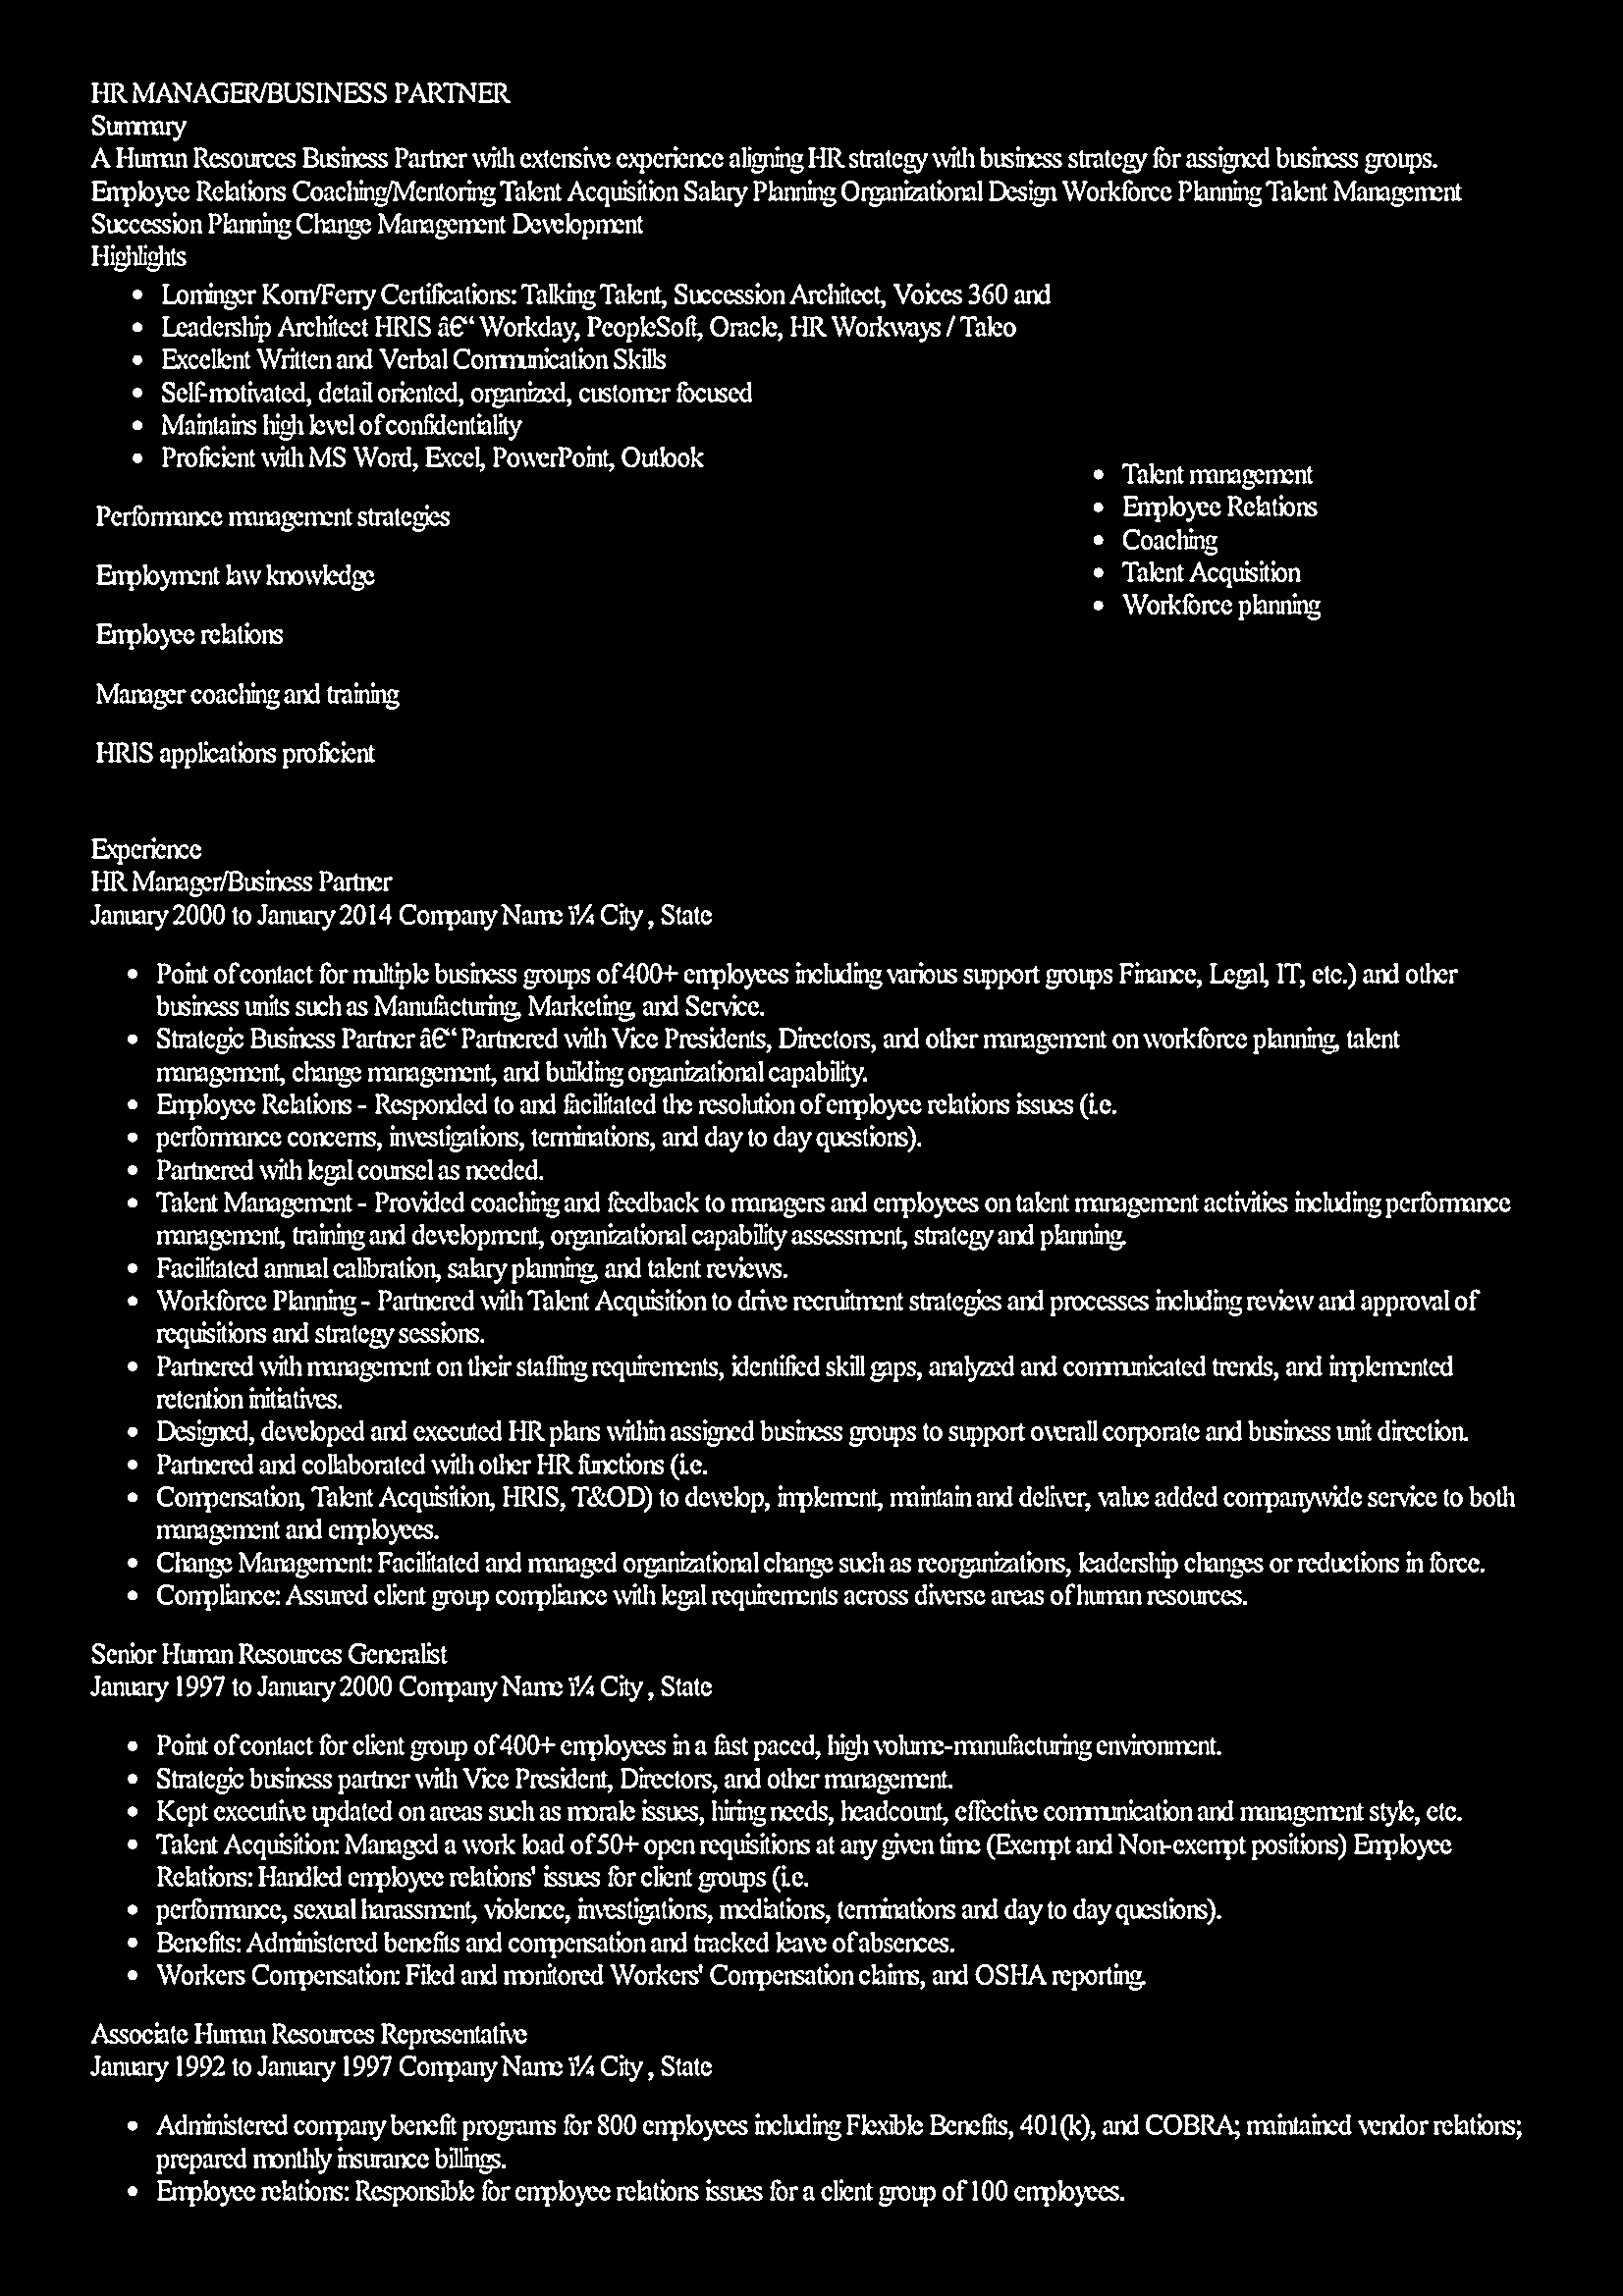 HR MANAGER/BUSINESS PARTNER
Summary
A Human Resources Business Partner with extensive experience aligning HR strategy with business strategy for assigned business groups.
Employee Relations Coaching/Mentoring Talent Acquisition Salary Planning Organizational Design Workforce Planning Talent Management
Succession Planning Change Management Development
Highlights
• Lominger Korn/Ferry Certifications: Talking Talent, Succession Architect, Voices 360 and
• Leadership Architect HRIS â€“ Workday, PeopleSoft, Oracle, HR Workways / Taleo
• Excellent Written and Verbal Communication Skills
• Self-motivated, detail oriented, organized, customer focused
• Maintains high level of confidentiality
• Proficient with MS Word, Excel, PowerPoint, Outlook
Performance management strategies
Employment law knowledge
Employee relations
Manager coaching and training
HRIS applications proficient
• Talent management
• Employee Relations
• Coaching
• Talent Acquisition
• Workforce planning
Experience
HR Manager/Business Partner
January 2000 to January 2014 Company Name ï¼ City , State
• Point of contact for multiple business groups of 400+ employees including various support groups Finance, Legal, IT, etc.) and other
business units such as Manufacturing, Marketing, and Service.
• Strategic Business Partner â€“ Partnered with Vice Presidents, Directors, and other management on workforce planning, talent
management, change management, and building organizational capability.
• Employee Relations - Responded to and facilitated the resolution of employee relations issues (i.e.
• performance concerns, investigations, terminations, and day to day questions).
• Partnered with legal counsel as needed.
• Talent Management - Provided coaching and feedback to managers and employees on talent management activities including performance
management, training and development, organizational capability assessment, strategy and planning.
• Facilitated annual calibration, salary planning, and talent reviews.
• Workforce Planning - Partnered with Talent Acquisition to drive recruitment strategies and processes including review and approval of
requisitions and strategy sessions.
• Partnered with management on their staffing requirements, identified skill gaps, analyzed and communicated trends, and implemented
retention initiatives.
• Designed, developed and executed HR plans within assigned business groups to support overall corporate and business unit direction.
• Partnered and collaborated with other HR functions (i.e.
• Compensation, Talent Acquisition, HRIS, T&OD) to develop, implement, maintain and deliver, value added companywide service to both
management and employees.
• Change Management: Facilitated and managed organizational change such as reorganizations, leadership changes or reductions in force.
• Compliance: Assured client group compliance with legal requirements across diverse areas of human resources.
Senior Human Resources Generalist
January 1997 to January 2000 Company Name ï¼ City , State
• Point of contact for client group of 400+ employees in a fast paced, high volume-manufacturing environment.
• Strategic business partner with Vice President, Directors, and other management.
• Kept executive updated on areas such as morale issues, hiring needs, headcount, effective communication and management style, etc.
• Talent Acquisition: Managed a work load of 50+ open requisitions at any given time (Exempt and Non-exempt positions) Employee
Relations: Handled employee relations' issues for client groups (i.e.
• performance, sexual harassment, violence, investigations, mediations, terminations and day to day questions).
• Benefits: Administered benefits and compensation and tracked leave of absences.
• Workers Compensation: Filed and monitored Workers' Compensation claims, and OSHA reporting.
Associate Human Resources Representative
January 1992 to January 1997 Company Name ï¼ City , State
• Administered company benefit programs for 800 employees including Flexible Benefits, 401(k), and COBRA; maintained vendor relations;
prepared monthly insurance billings.
• Employee relations: Responsible for employee relations issues for a client group of 100 employees.